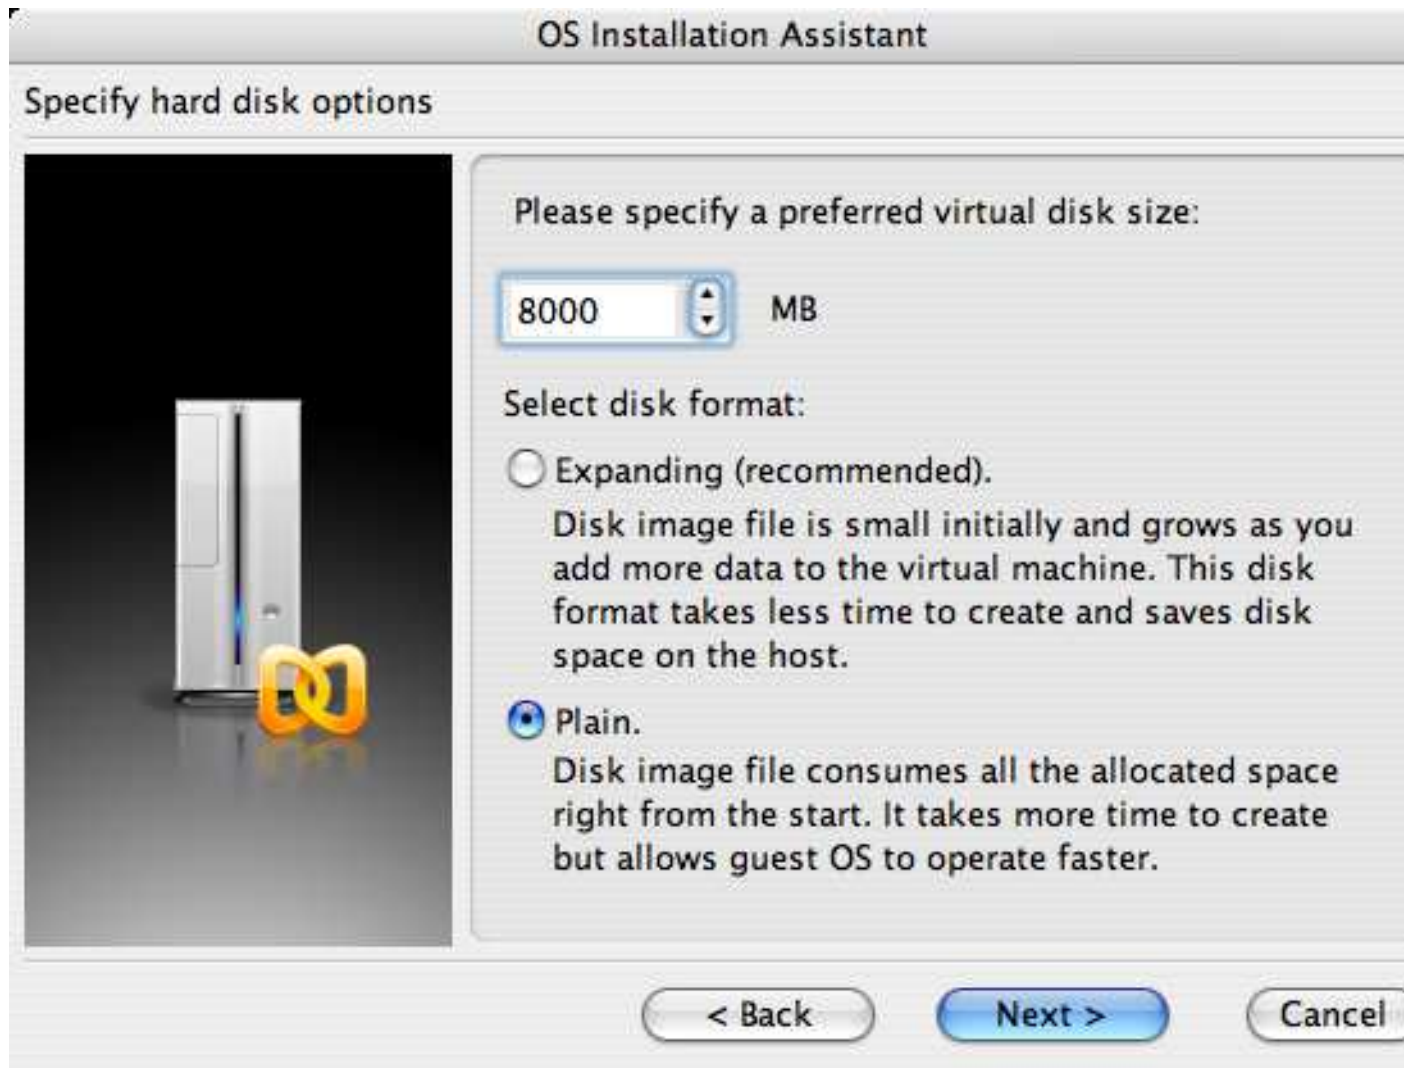 OS Installation Assistant
Specify hard disk options
Please specify a preferred virtual disk size:
8000 MB
Select disk format:
Expanding (recommended).
Disk image file is small initially and grows as you
add more data to the virtual machine. This disk
format takes less time to create and saves disk
space on the host.
Plain.
Disk image file consumes all the allocated space
right from the start. It takes more time to create
but allows guest OS to operate faster.
< Back Next > Cancel